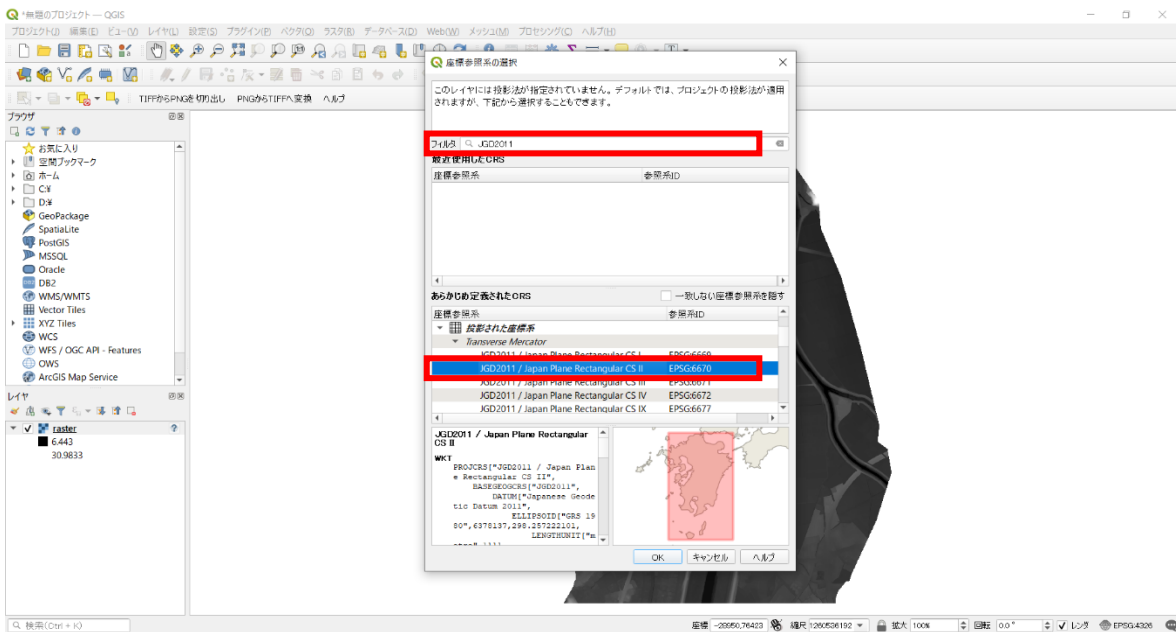 *無題のプロジェクト — QGIS
プロジェクト(J) 編集(E) ビュー(V) レイヤ(L) 設定(S) プラグイン(P) ベクタ(O) ラスタ(R) データベース(D) Web(W) メッシュ(M) プロセシング(C) ヘルプ(H)
TIFFからPNGを切り出し PNGからTIFFへ変換 ヘルプ
ブラウザ
お気に入り
空間ブックマーク
ホーム
C:¥
D:¥
GeoPackage
SpatiaLite
PostGIS
MSSQL
Oracle
DB2
WMS/WMTS
Vector Tiles
XYZ Tiles
WCS
WFS / OGC API - Features
OWS
ArcGIS Map Service
レイヤ
raster
6.443
30.9833
座標参照系の選択
このレイヤには投影法が指定されていません。デフォルトでは、プロジェクトの投影法が適用
されますが、下記から選択することもできます。
フィルタ JGD2011
最近使用したCRS
座標参照系 参照系ID
あらかじめ定義されたCRS 一致しない座標参照系を隠す
座標参照系 参照系ID
投影された座標系
Transverse Mercator
JGD2011 / Japan Plane Rectangular CS I EPSG:6669
JGD2011 / Japan Plane Rectangular CS II EPSG:6670
JGD2011 / Japan Plane Rectangular CS III EPSG:6671
JGD2011 / Japan Plane Rectangular CS IV EPSG:6672
JGD2011 / Japan Plane Rectangular CS IX EPSG:6677
JGD2011 / Japan Plane Rectangular
CS II
WKT
PROJCRS["JGD2011 / Japan Plan
e Rectangular CS II",
BASEGEOGCRS["JGD2011",
DATUM["Japanese Geode
tic Datum 2011",
ELLIPSOID["GRS 19
80",6378137,298.257222101,
LENGTHUNIT["m
OK キャンセル ヘルプ
検索(Ctrl + K) 座標 -28950,76423 縮尺 1:260536192 拡大 100% 回転 0.0 ° レンダ EPSG:4326